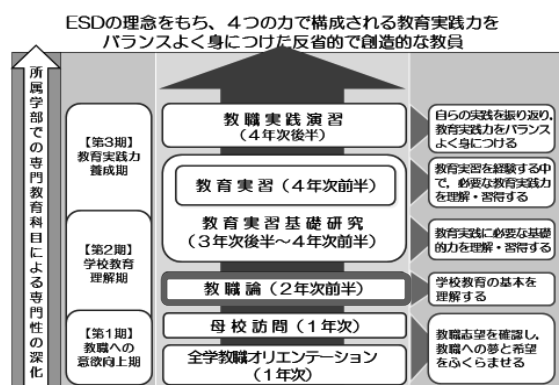 ESDの理念をもち、４つの力で構成される教育実践力を
バランスよく身につけた反省的で創造的な教員
所属学部での専門教育科目による専門性の深化
【第3期】
教育実践力
養成期
【第2期】
学校教育
理解期
【第1期】
教職への
意欲向上期
教職実践演習
（4年次後半）
教育実習（4年次前半）
教育実習基礎研究
（3年次後半～4年次前半）
教職論（2年次前半）
母校訪問（1年次）
全学教職オリエンテーション
（1年次）
自らの実践を振り返り、
教育実践力をバランス
よく身につける
教育実習を経験する中
で、必要な教育実践力
を理解・習得する
教育実践に必要な基礎
的力を理解・習得する
学校教育の基本を
理解する
教職志望を確認し、
教職への夢と希望
をふくらませる